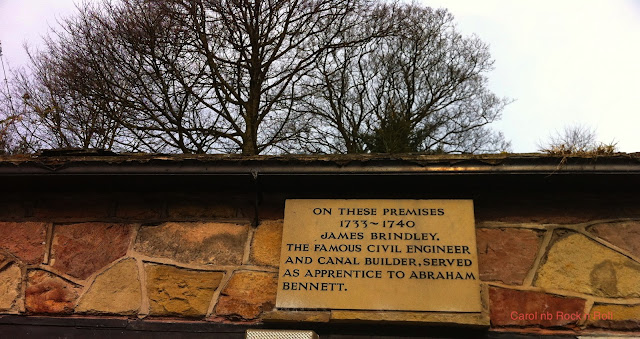 ON THESE PREMISES
1733~1740
JAMES BRINDLEY,
THE FAMOUS CIVIL ENGINEER
AND CANAL BUILDER, SERVED
AS APPRENTICE TO ABRAHAM
BENNETT.
Carol nb Rock n Roll